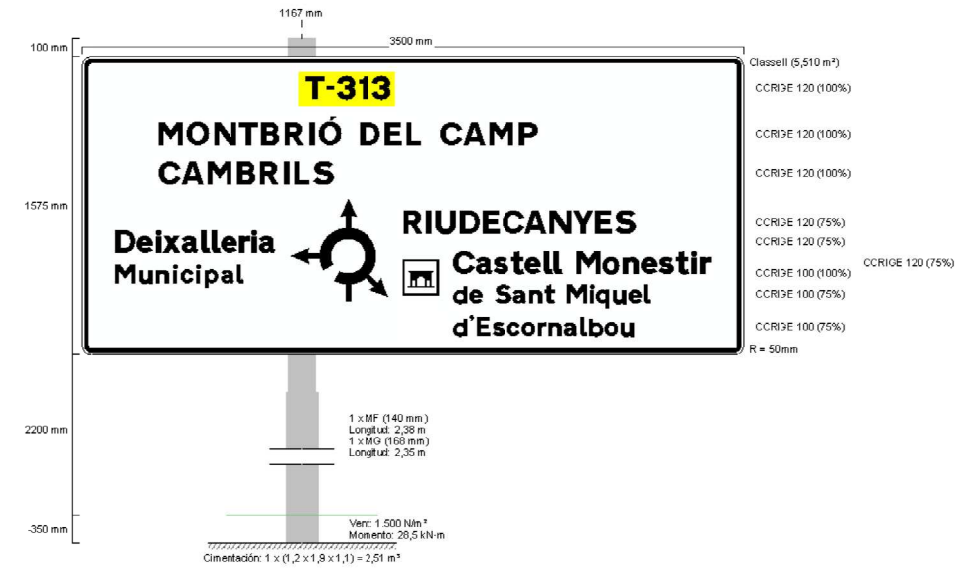 1167 mm
100 mm
3500 mm
Classell (5,510 m²)
T-313
CCRIGE 120 (100%)
MONTBRIÓ DEL CAMP
CCRIGE 120 (100%)
CAMBRILS
CCRIGE 120 (100%)
1575 mm
RIUDECANYES
CCRIGE 120 (75%)
Deixalleria
CCRIGE 120 (75%)
Municipal
Castell Monestir
CCRIGE 120 (75%)
CCRIGE 100 (100%)
de Sant Miquel
CCRIGE 100 (75%)
d'Escornalbou
CCRIGE 100 (75%)
R = 50mm
2200 mm
1 x MF (140 mm)
Longitud: 2,38 m
1 x MG (168 mm)
Longitud: 2,35 m
-350 mm
Vent: 1.500 N/m²
Momento: 28,5 kN·m
Cimentación: 1 x (1,2 x 1,9 x 1,1) = 2,51 m³